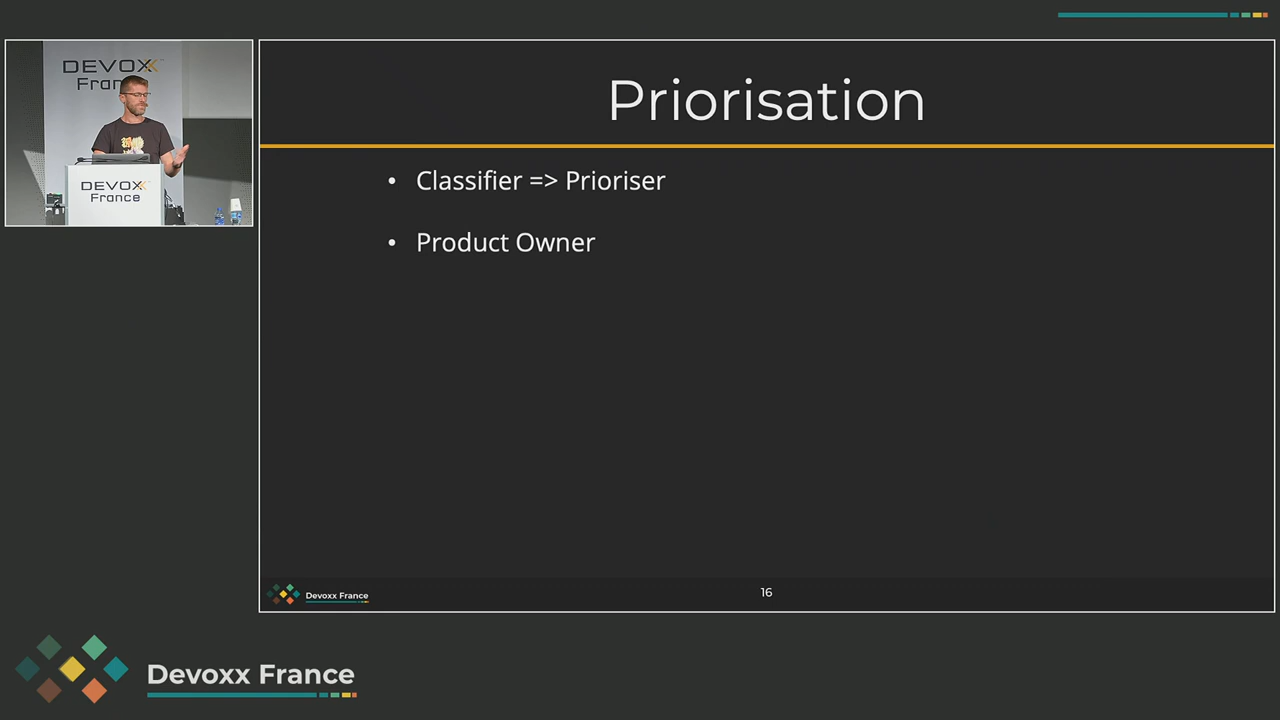 DEVOXX
France
DEVOXX
France
Priorisation
• Classifier => Prioriser
• Product Owner
Devoxx France
16
Devoxx France